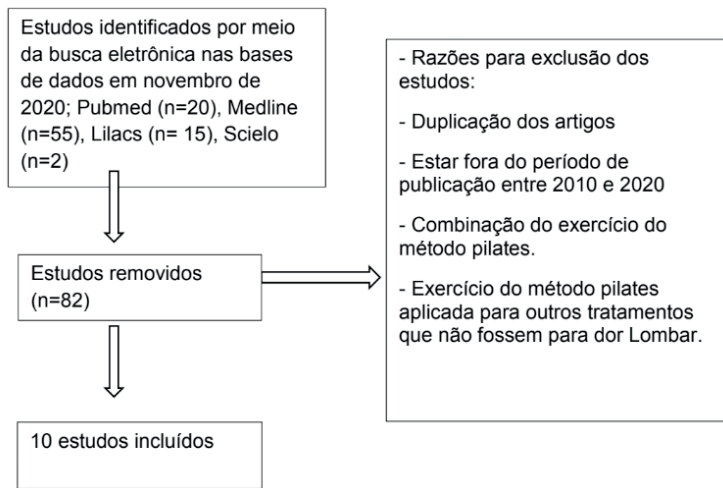 Estudos identificados por meio
da busca eletrônica nas bases
de dados em novembro de
2020; Pubmed (n=20), Medline
(n=55), Lilacs (n= 15), Scielo
(n=2)
- Razões para exclusão dos
estudos:
- Duplicação dos artigos
- Estar fora do período de
publicação entre 2010 e 2020
- Combinação do exercício do
método pilates.
- Exercício do método pilates
aplicada para outros tratamentos
que não fossem para dor Lombar.
Estudos removidos
(n=82)
10 estudos incluídos